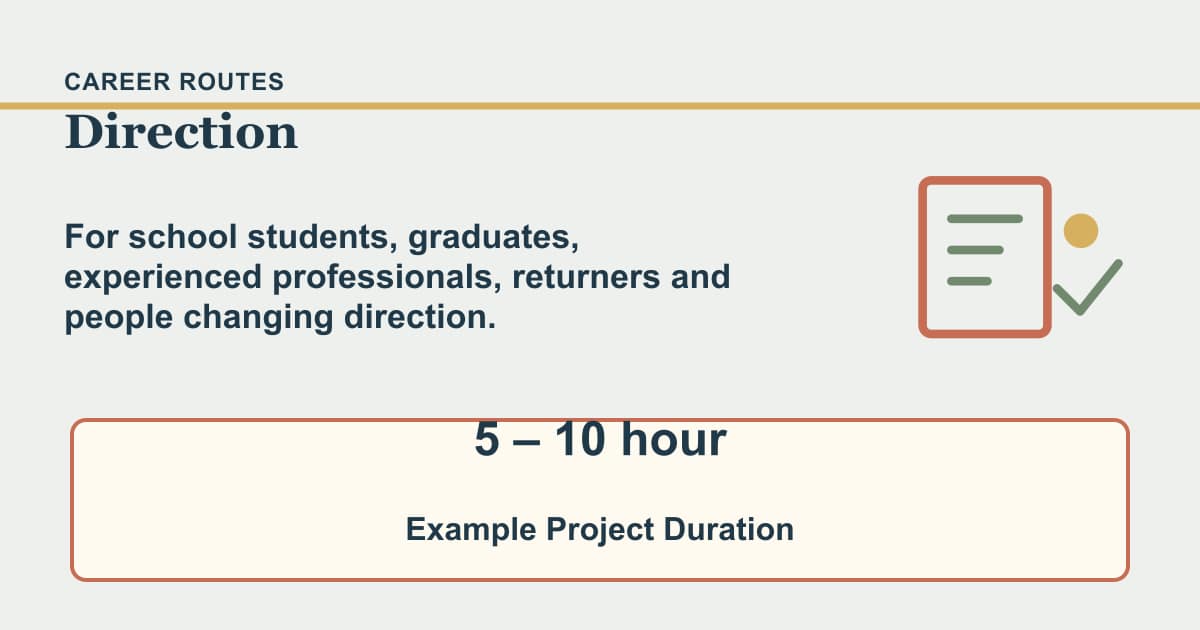 CAREER ROUTES
Direction
For school students, graduates,
experienced professionals, returners and
people changing direction.
5 – 10 hour
Example Project Duration